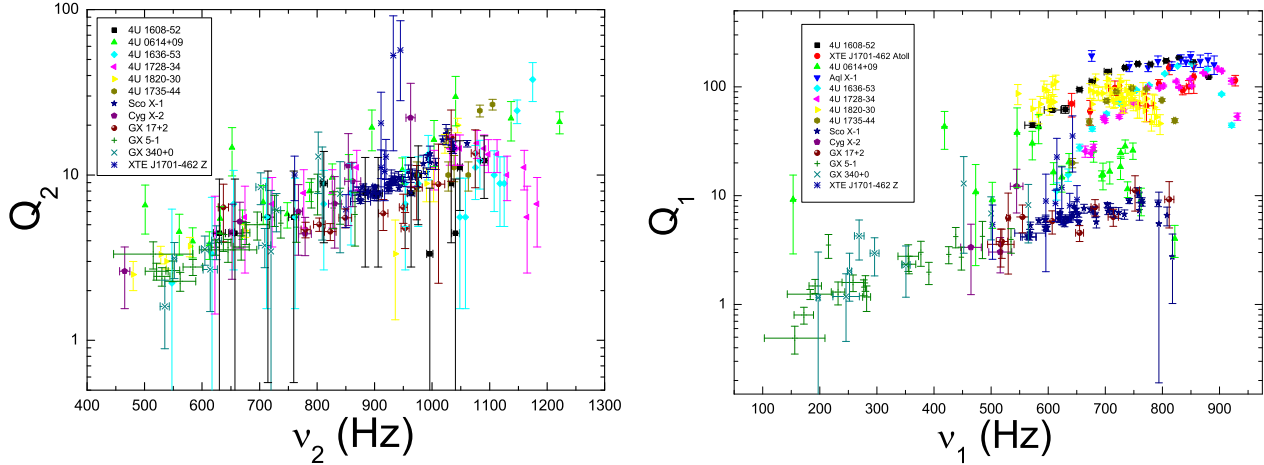 100
10
1
Q2
4U 1608-52
4U 0614+09
4U 1636-53
4U 1728-34
4U 1820-30
4U 1735-44
Sco X-1
Cyg X-2
GX 17+2
GX 5-1
GX 340+0
XTE J1701-462 Z
400 500 600 700 800 900 1000 1100 1200 1300
ν2 (Hz)
100
10
1
Q1
4U 1608-52
XTE J1701-462 Atoll
4U 0614+09
Aql X-1
4U 1636-53
4U 1728-34
4U 1820-30
4U 1735-44
Sco X-1
Cyg X-2
GX 17+2
GX 5-1
GX 340+0
XTE J1701-462 Z
100 200 300 400 500 600 700 800 900
ν1 (Hz)